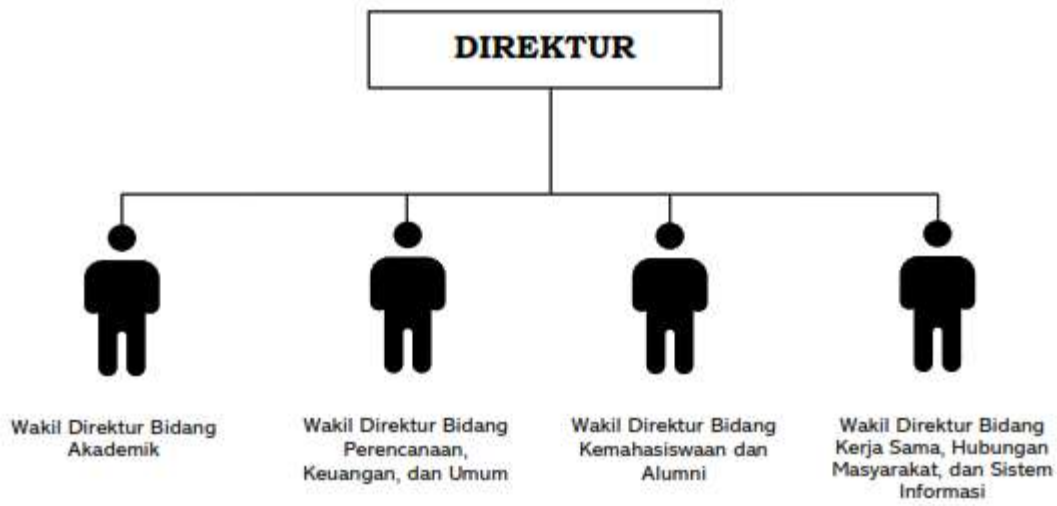 DIREKTUR
Wakil Direktur Bidang
Akademik
Wakil Direktur Bidang
Perencanaan,
Keuangan, dan Umum
Wakil Direktur Bidang
Kemahasiswaan dan
Alumni
Wakil Direktur Bidang
Kerja Sama, Hubungan
Masyarakat, dan Sistem
Informasi